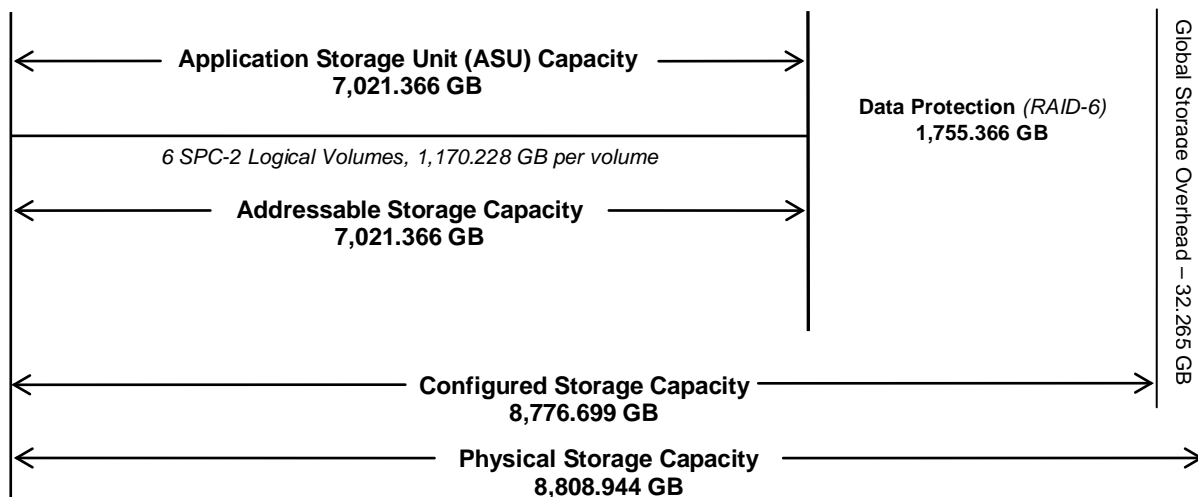 Application Storage Unit (ASU) Capacity
7,021.366 GB
Data Protection (RAID-6)
1,755.366 GB
6 SPC-2 Logical Volumes, 1,170.228 GB per volume
Addressable Storage Capacity
7,021.366 GB
Global Storage Overhead – 32.265 GB
Configured Storage Capacity
8,776.699 GB
Physical Storage Capacity
8,808.944 GB